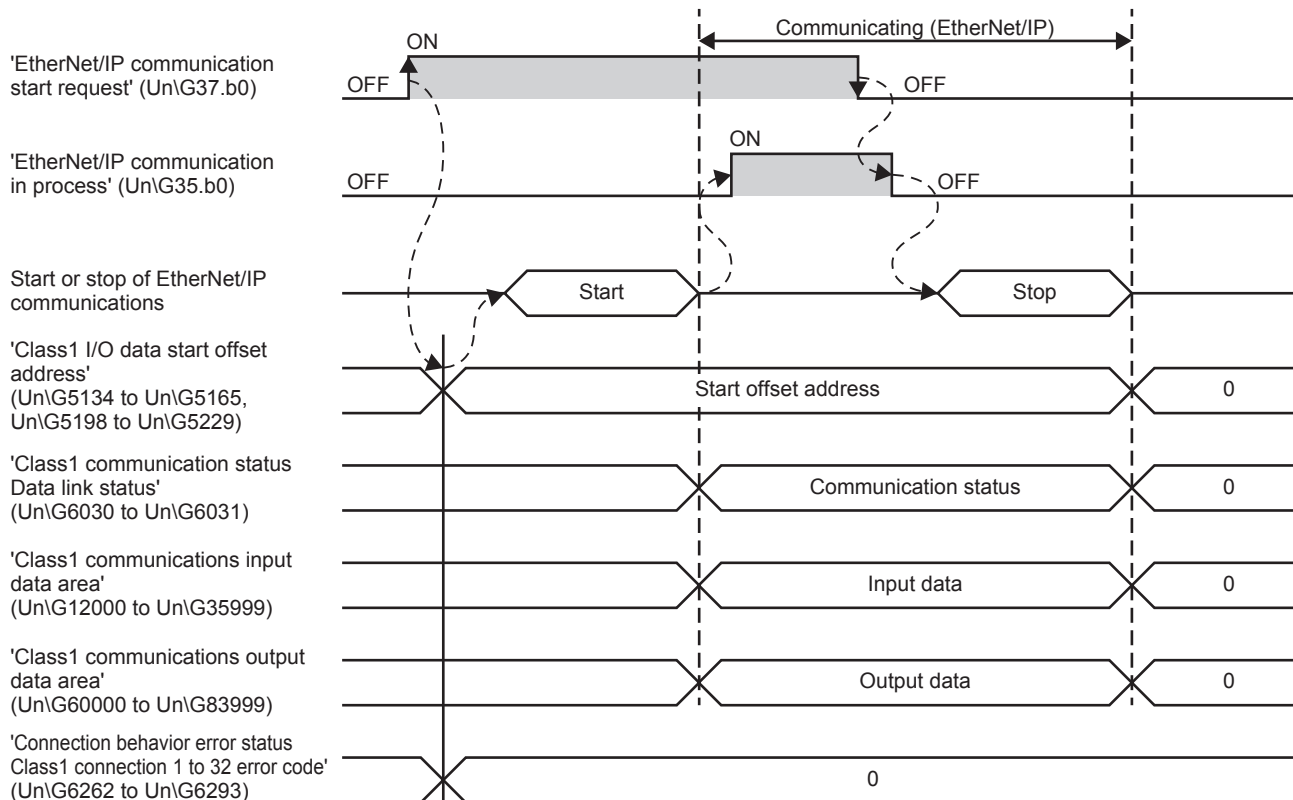 Communicating (EtherNet/IP)
ON
'EtherNet/IP communication
start request' (Un\G37.b0)
OFF
OFF
ON
'EtherNet/IP communication
in process' (Un\G35.b0)
OFF
OFF
Start or stop of EtherNet/IP
communications
Start
Stop
'Class1 I/O data start offset
address'
(Un\G5134 to Un\G5165,
Un\G5198 to Un\G5229)
Start offset address
0
'Class1 communication status
Data link status'
(Un\G6030 to Un\G6031)
Communication status
0
'Class1 communications input
data area'
(Un\G12000 to Un\G35999)
Input data
0
'Class1 communications output
data area'
(Un\G60000 to Un\G83999)
Output data
0
'Connection behavior error status
Class1 connection 1 to 32 error code'
(Un\G6262 to Un\G6293)
0